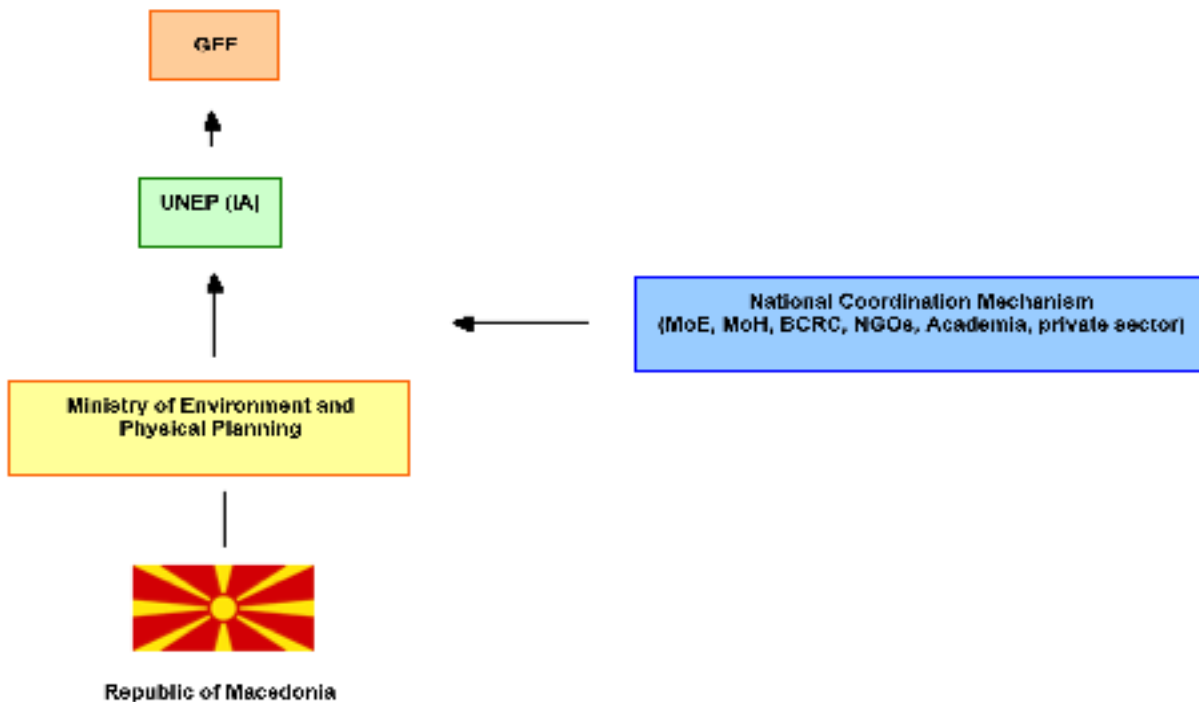 GEF
UNEP (IA)
National Coordination Mechanism
(MoE, MoH, BCRC, NGOs, Academia, private sector)
Ministry of Environment and
Physical Planning
Republic of Macedonia